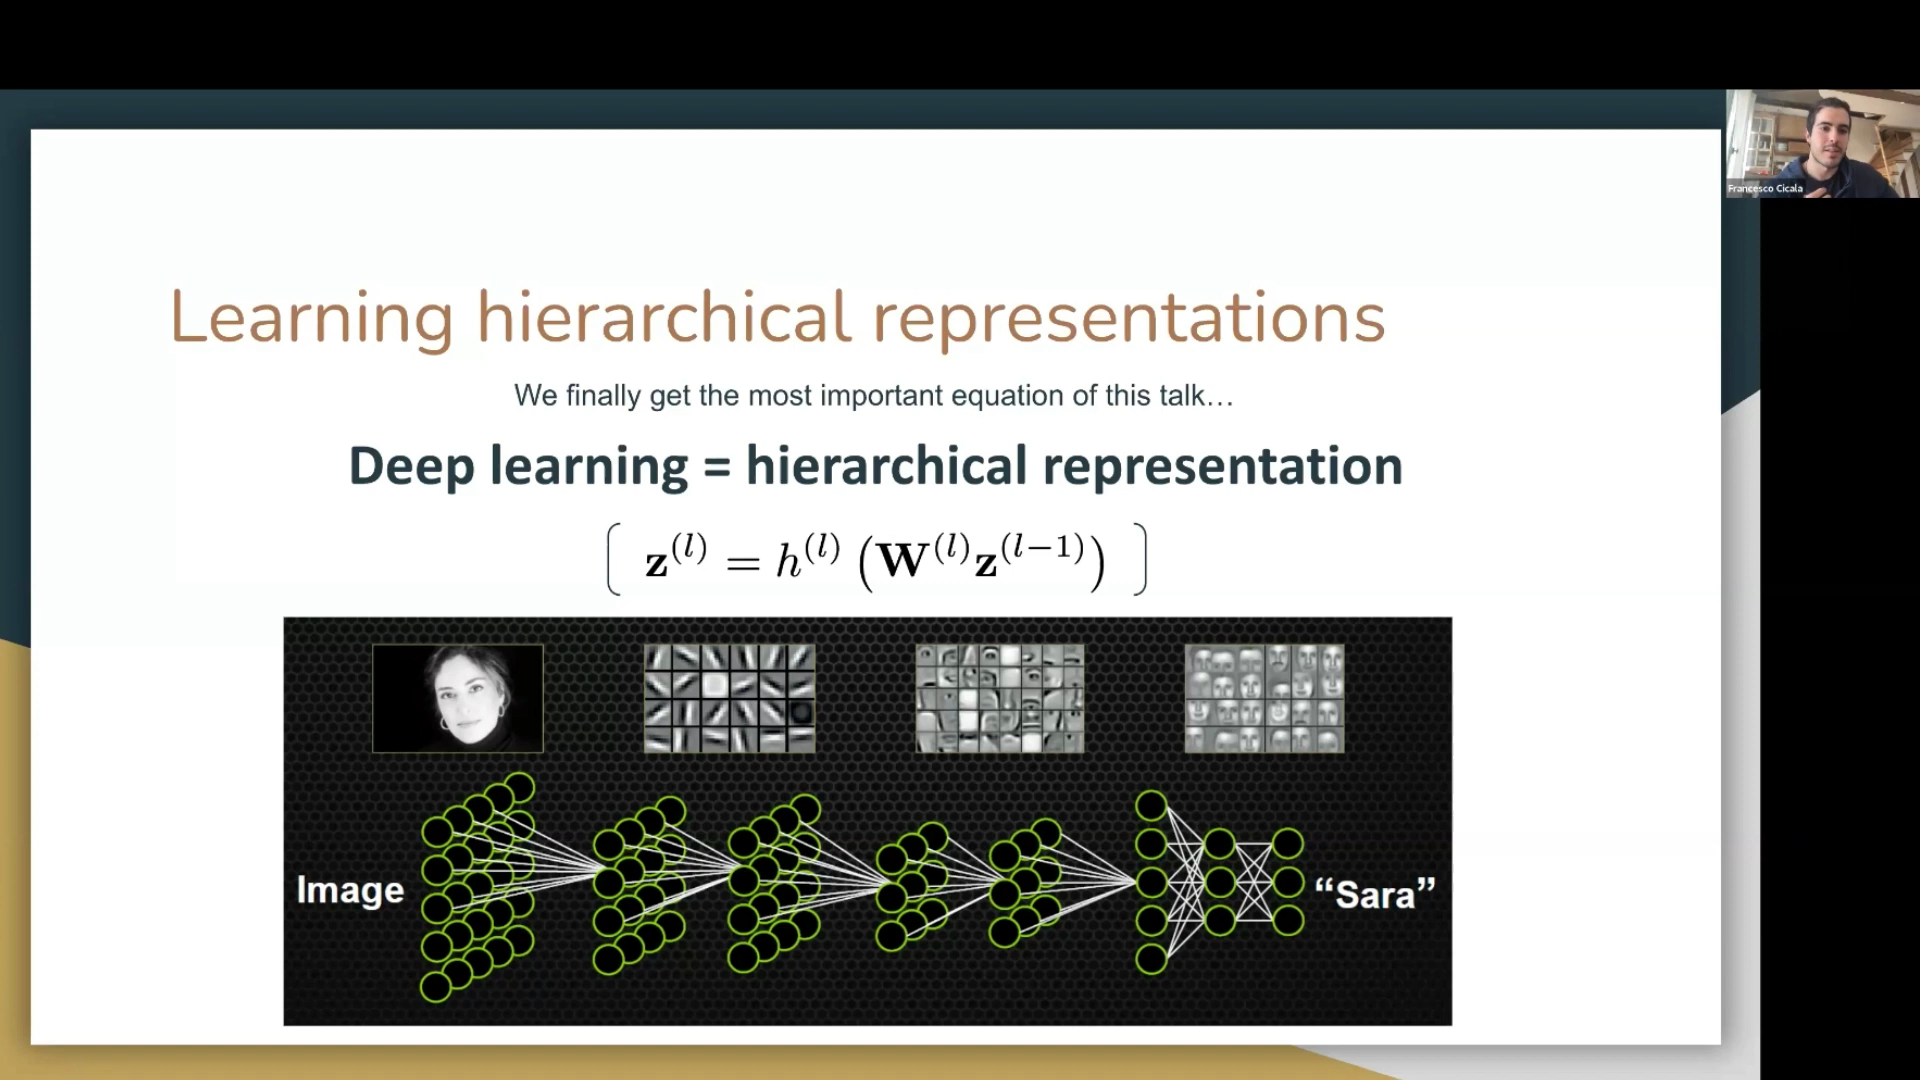 Francesco Cicala
Learning hierarchical representations
We finally get the most important equation of this talk…
Deep learning = hierarchical representation
z^(l) = h^(l) (W^(l) z^(l−1))
Image
“Sara”